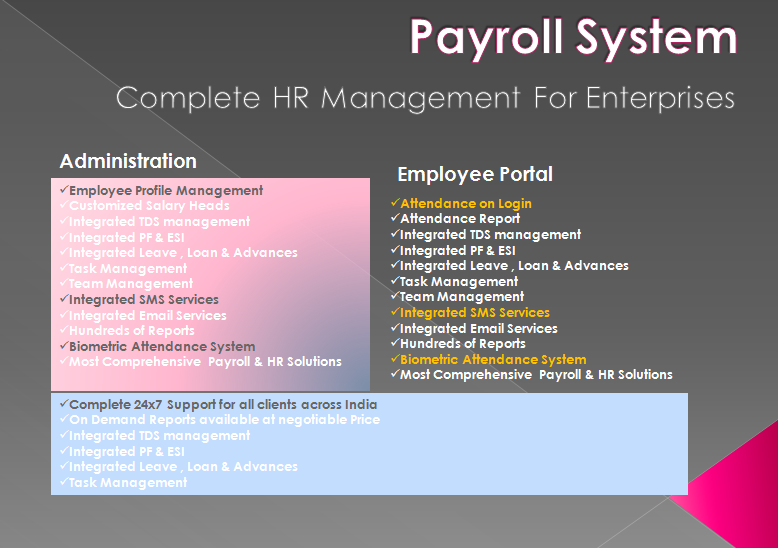 Payroll System
Complete HR Management For Enterprises
Administration
✓Employee Profile Management
✓Customized Salary Heads
✓Integrated TDS management
✓Integrated PF & ESI
✓Integrated Leave , Loan & Advances
✓Task Management
✓Team Management
✓Integrated SMS Services
✓Integrated Email Services
✓Hundreds of Reports
✓Biometric Attendance System
✓Most Comprehensive  Payroll & HR Solutions
Employee Portal
✓Attendance on Login
✓Attendance Report
✓Integrated TDS management
✓Integrated PF & ESI
✓Integrated Leave , Loan & Advances
✓Task Management
✓Team Management
✓Integrated SMS Services
✓Integrated Email Services
✓Hundreds of Reports
✓Biometric Attendance System
✓Most Comprehensive  Payroll & HR Solutions
✓Complete 24x7 Support for all clients across India
✓On Demand Reports available at negotiable Price
✓Integrated TDS management
✓Integrated PF & ESI
✓Integrated Leave , Loan & Advances
✓Task Management